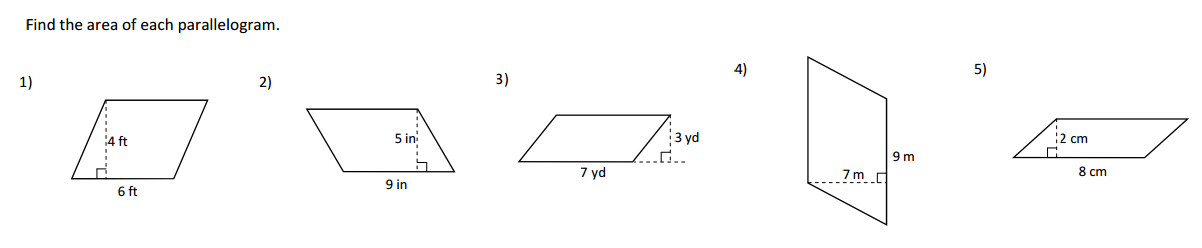 Find the area of each parallelogram.
1)
4 ft
6 ft
2)
5 in
9 in
3)
3 yd
7 yd
4)
9 m
7 m
5)
2 cm
8 cm